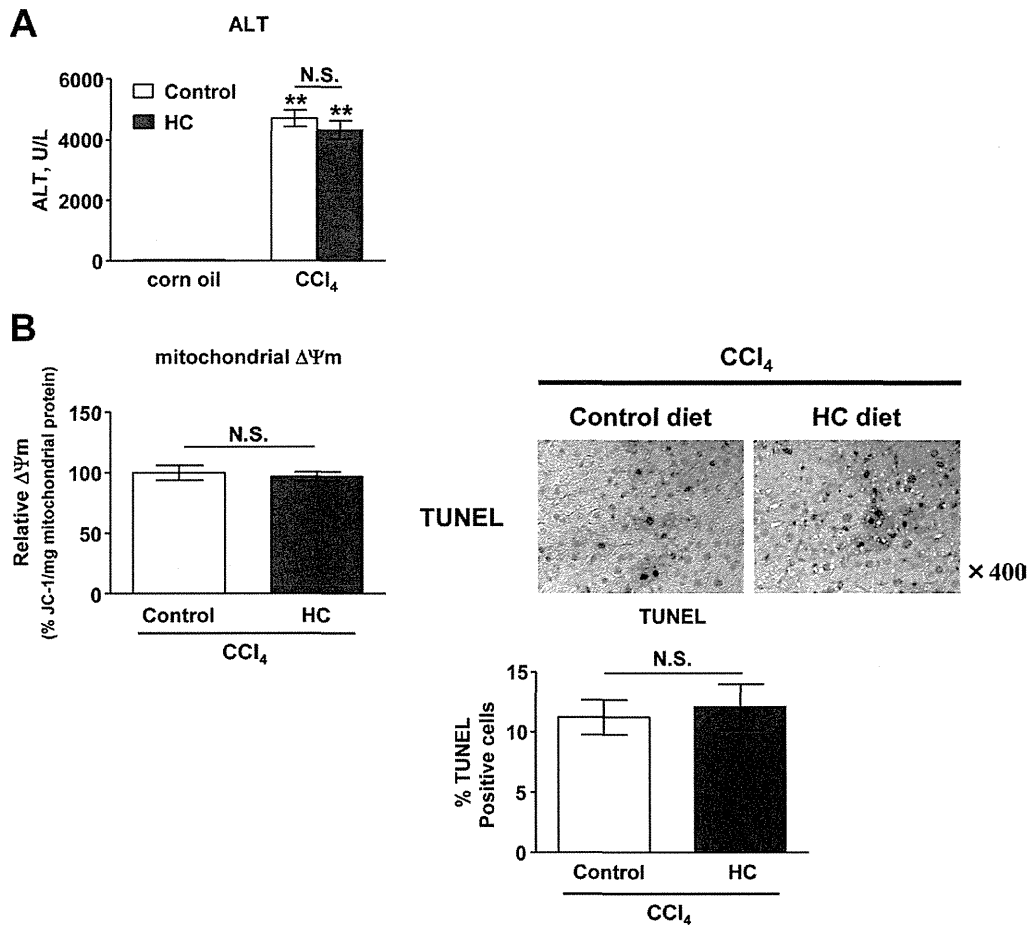 A
ALT
6000
4000
2000
0
ALT, U/L
Control
HC
N.S.
**
**
corn oil
CCl₄
B
mitochondrial ΔΨm
150
100
50
0
Relative ΔΨm
(% JC-1/mg mitochondrial protein)
N.S.
Control
HC
CCl₄
CCl₄
Control diet
HC diet
TUNEL
× 400
TUNEL
15
10
5
0
% TUNEL
Positive cells
N.S.
Control
HC
CCl₄